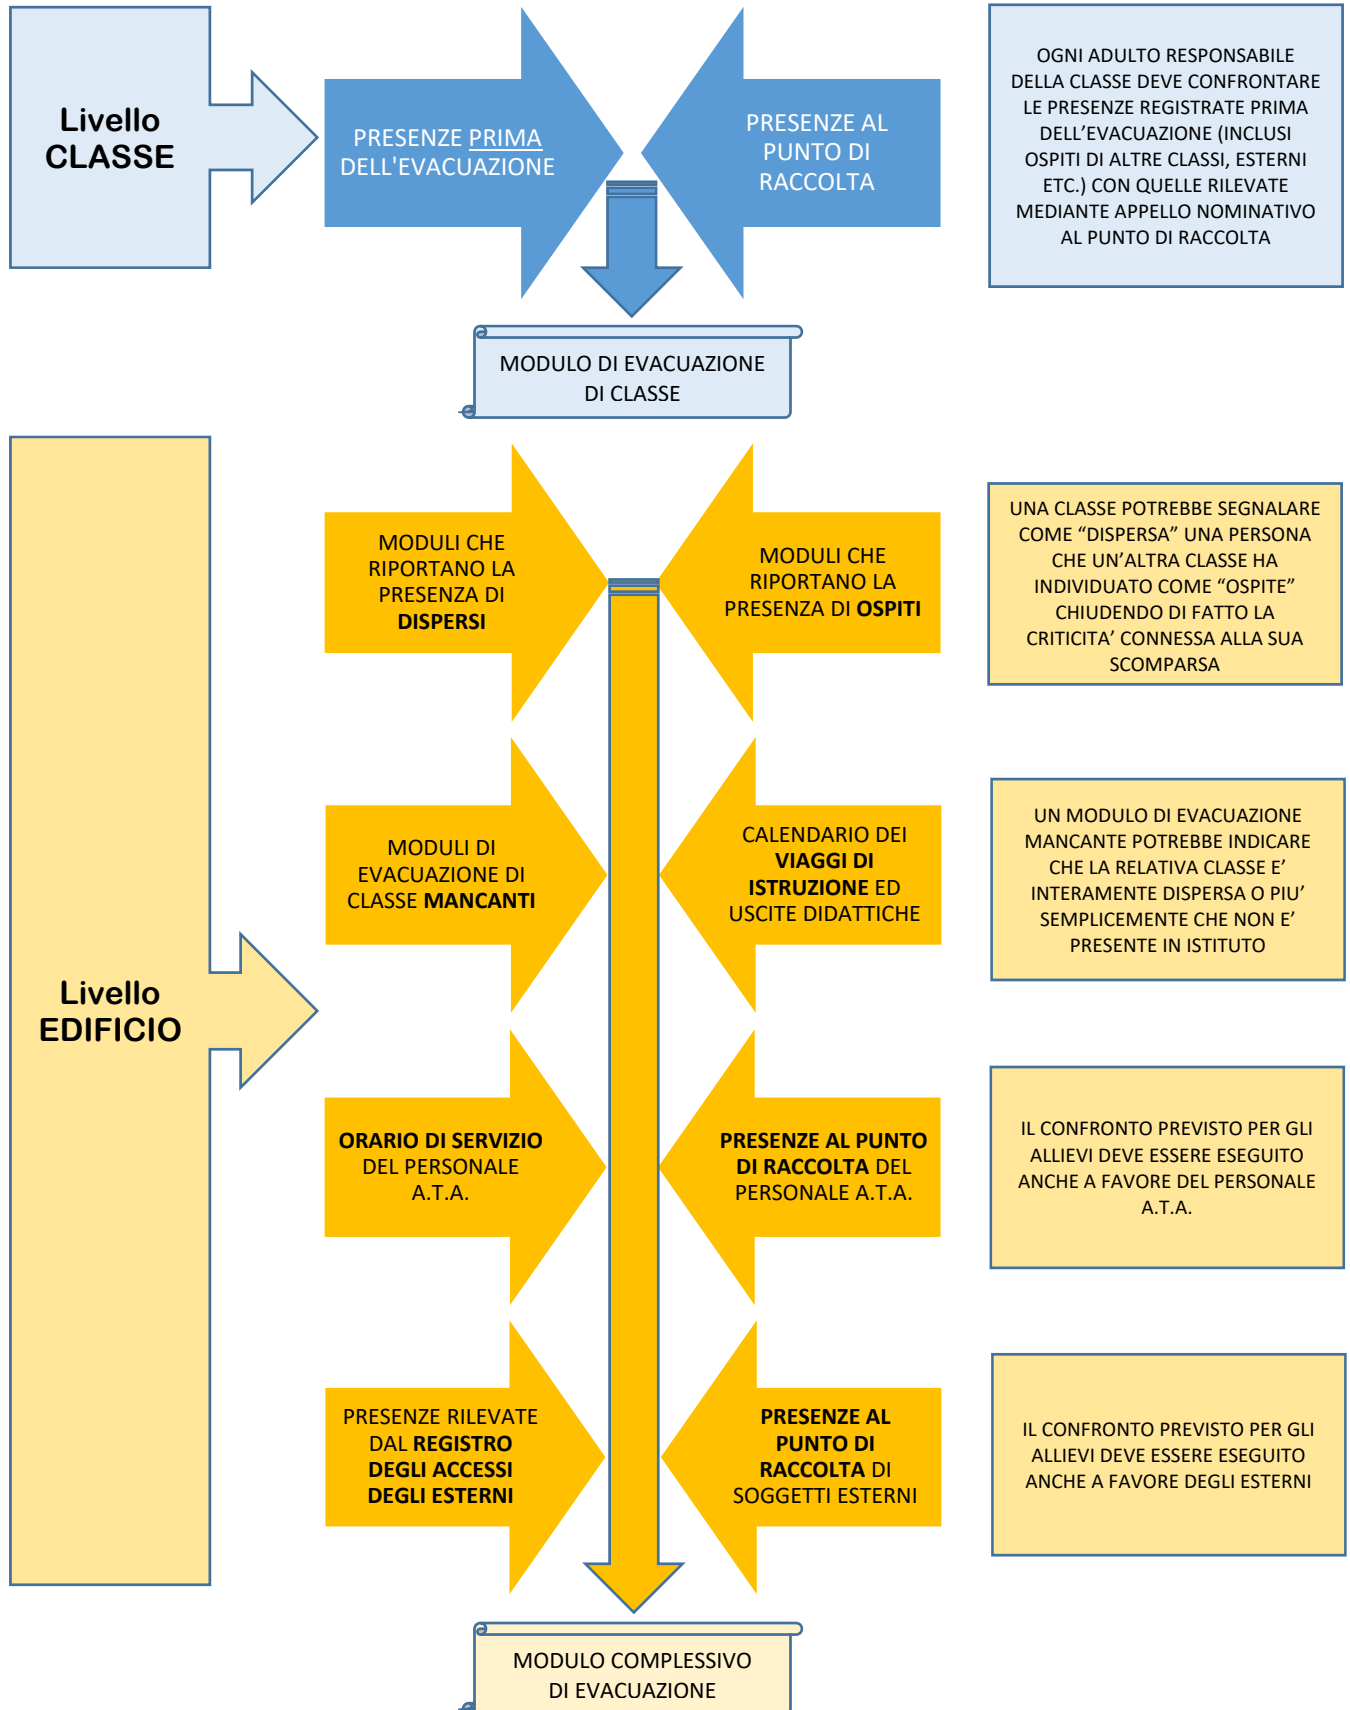 Livello
CLASSE
PRESENZE PRIMA
DELL'EVACUAZIONE
PRESENZE AL
PUNTO DI
RACCOLTA
OGNI ADULTO RESPONSABILE
DELLA CLASSE DEVE CONFRONTARE
LE PRESENZE REGISTRATE PRIMA
DELL’EVACUAZIONE (INCLUSI
OSPITI DI ALTRE CLASSI, ESTERNI
ETC.) CON QUELLE RILEVATE
MEDIANTE APPELLO NOMINATIVO
AL PUNTO DI RACCOLTA
MODULO DI EVACUAZIONE
DI CLASSE
Livello
EDIFICIO
MODULI CHE
RIPORTANO LA
PRESENZA DI
DISPERSI
MODULI CHE
RIPORTANO LA
PRESENZA DI OSPITI
UNA CLASSE POTREBBE SEGNALARE
COME “DISPERSA” UNA PERSONA
CHE UN’ALTRA CLASSE HA
INDIVIDUATO COME “OSPITE”
CHIUDENDO DI FATTO LA
CRITICITA’ CONNESSA ALLA SUA
SCOMPARSA
MODULI DI
EVACUAZIONE DI
CLASSE MANCANTI
CALENDARIO DEI
VIAGGI DI
ISTRUZIONE ED
USCITE DIDATTICHE
UN MODULO DI EVACUAZIONE
MANCANTE POTREBBE INDICARE
CHE LA RELATIVA CLASSE E’
INTERAMENTE DISPERSA O PIU’
SEMPLICEMENTE CHE NON E’
PRESENTE IN ISTITUTO
ORARIO DI SERVIZIO
DEL PERSONALE
A.T.A.
PRESENZE AL PUNTO
DI RACCOLTA DEL
PERSONALE A.T.A.
IL CONFRONTO PREVISTO PER GLI
ALLIEVI DEVE ESSERE ESEGUITO
ANCHE A FAVORE DEL PERSONALE
A.T.A.
PRESENZE RILEVATE
DAL REGISTRO
DEGLI ACCESSI
DEGLI ESTERNI
PRESENZE AL
PUNTO DI
RACCOLTA DI
SOGGETTI ESTERNI
IL CONFRONTO PREVISTO PER GLI
ALLIEVI DEVE ESSERE ESEGUITO
ANCHE A FAVORE DEGLI ESTERNI
MODULO COMPLESSIVO
DI EVACUAZIONE